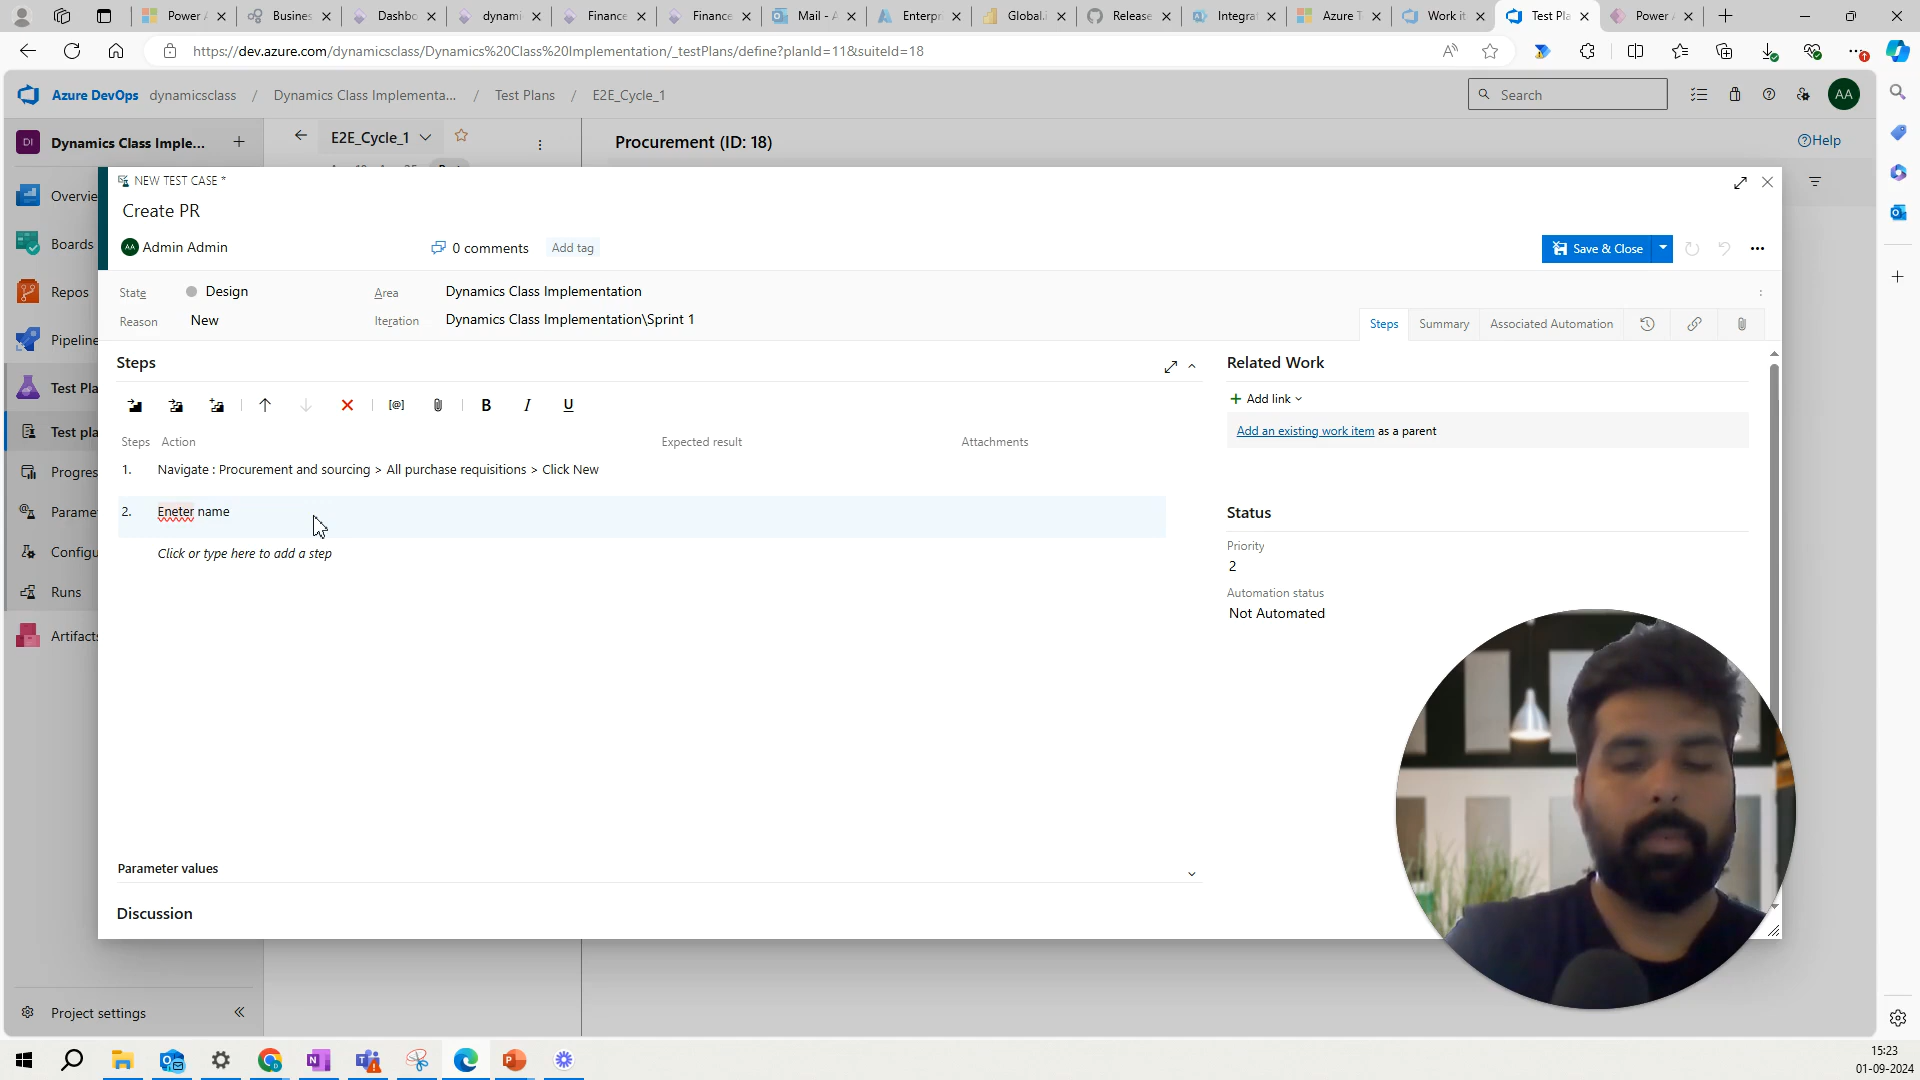 Power A
Busines
Dashbo
dynami
Finance
Finance
Mail - A
Enterpr
Global.i
Release
Integrat
Azure T
Work it
Test Pla
Power A
https://dev.azure.com/dynamicsclass/Dynamics%20Class%20Implementation/_testPlans/define?planId=11&suiteId=18
Azure DevOps dynamicsclass / Dynamics Class Implementa... / Test Plans / E2E_Cycle_1
Search
AA
DI Dynamics Class Imple...
E2E_Cycle_1
Procurement (ID: 18)
Help
NEW TEST CASE *
Overvie
Create PR
Boards
AA Admin Admin
0 comments
Add tag
Save & Close
Repos
State Design
Area Dynamics Class Implementation
Reason New
Iteration Dynamics Class Implementation\Sprint 1
Steps Summary Associated Automation
Pipeline
Steps
Related Work
Test Pla
Add link
Test pla
Add an existing work item as a parent
Steps Action Expected result Attachments
1. Navigate : Procurement and sourcing > All purchase requisitions > Click New
Progres
2. Eneter name
Status
Parame
Click or type here to add a step
Priority
Configu
2
Runs
Automation status
Not Automated
Artifacts
Parameter values
Discussion
Project settings
15:23
01-09-2024